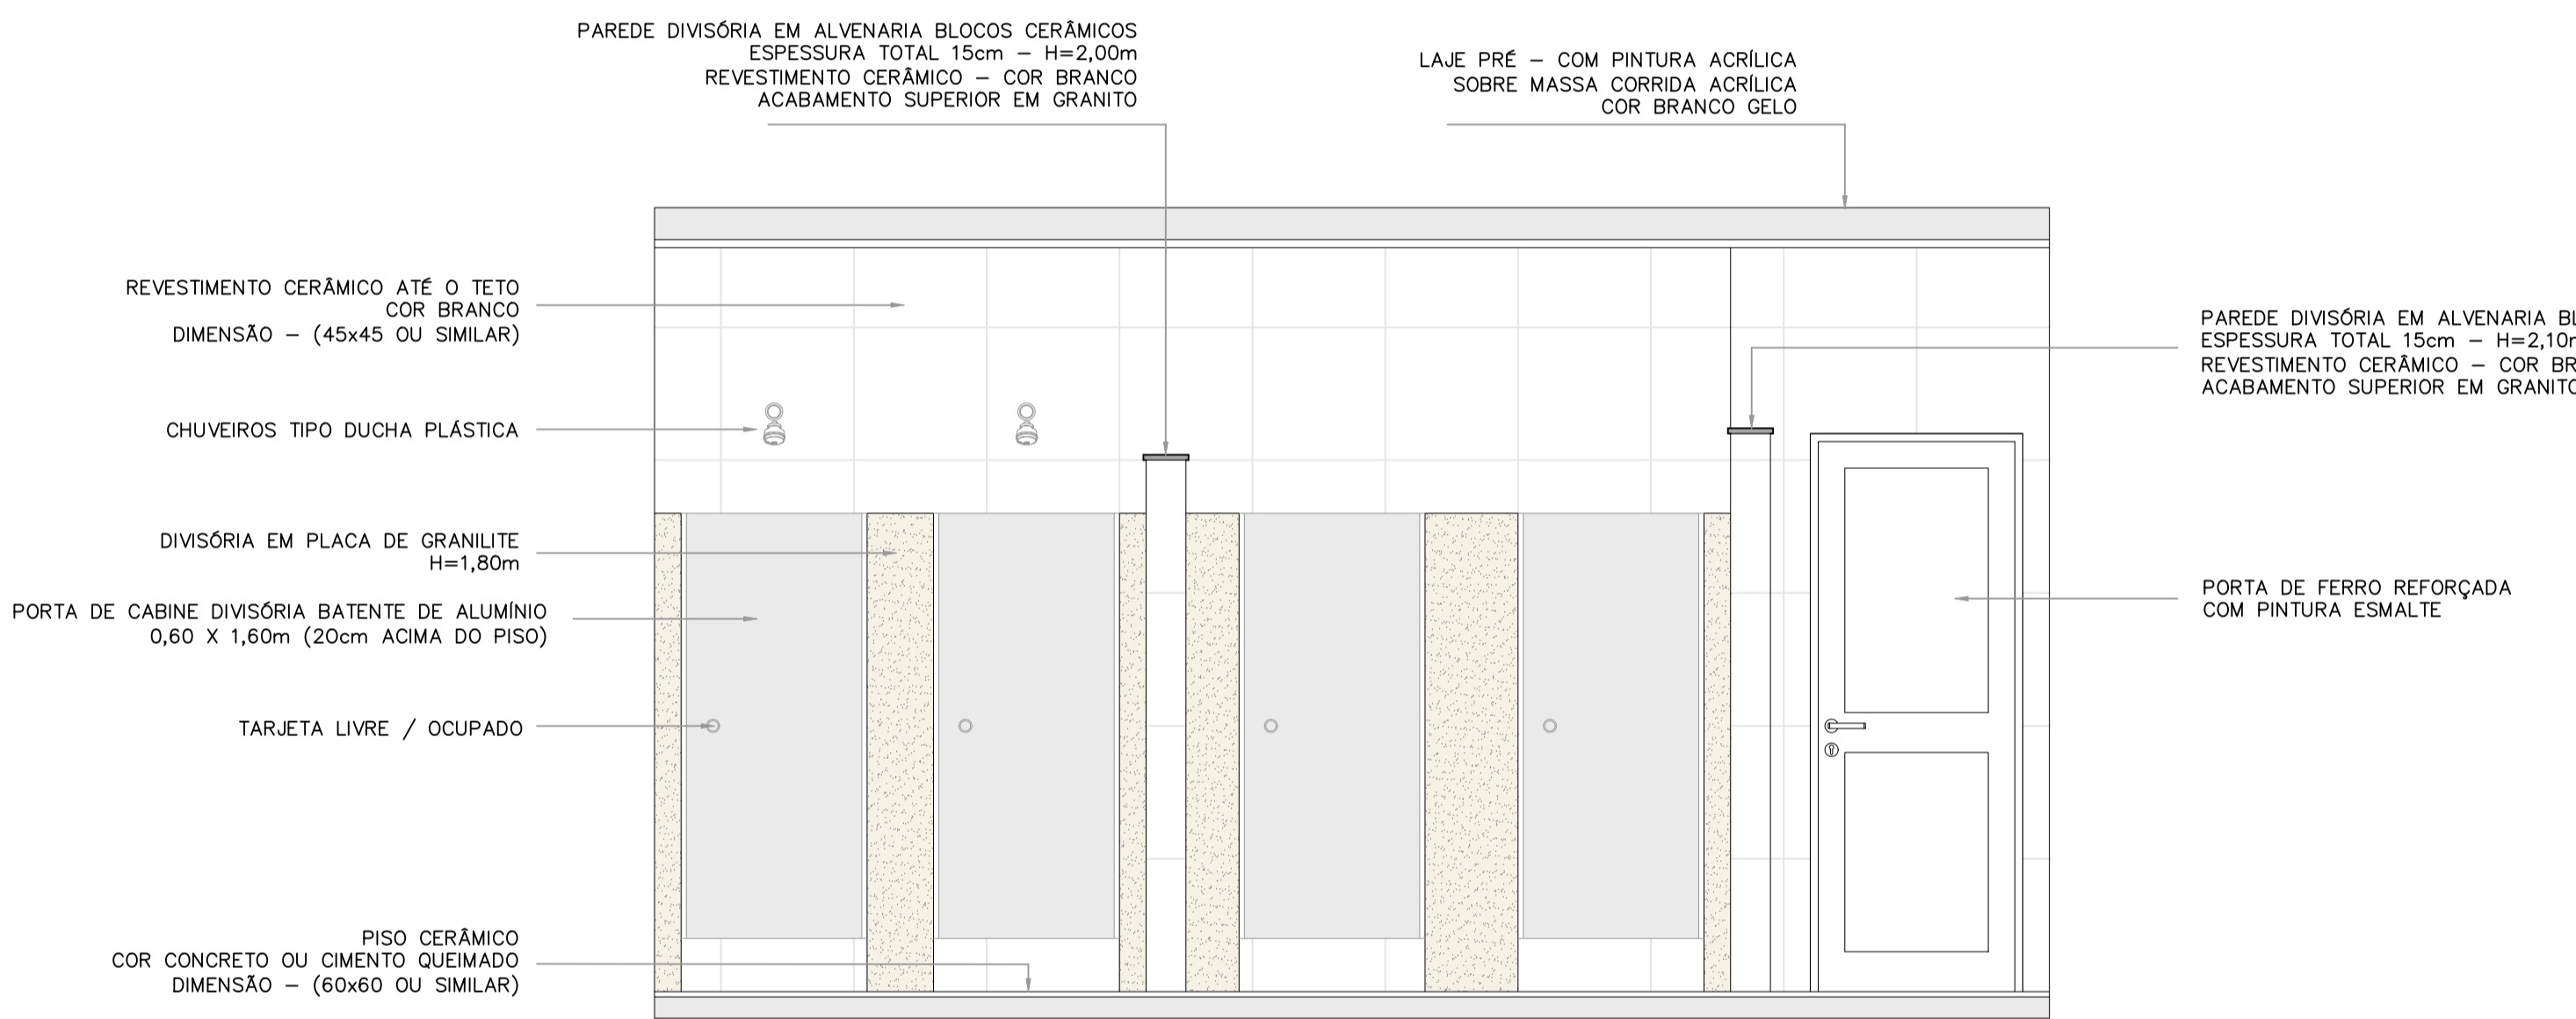 PAREDE DIVISÓRIA EM ALVENARIA BLOCOS CERÂMICOS
ESPESSURA TOTAL 15cm – H=2,00m
REVESTIMENTO CERÂMICO – COR BRANCO
ACABAMENTO SUPERIOR EM GRANITO
LAJE PRÉ – COM PINTURA ACRÍLICA
SOBRE MASSA CORRIDA ACRÍLICA
COR BRANCO GELO
REVESTIMENTO CERÂMICO ATÉ O TETO
COR BRANCO
DIMENSÃO – (45x45 OU SIMILAR)
CHUVEIROS TIPO DUCHA PLÁSTICA
DIVISÓRIA EM PLACA DE GRANILITE
H=1,80m
PORTA DE CABINE DIVISÓRIA BATENTE DE ALUMÍNIO
0,60 X 1,60m (20cm ACIMA DO PISO)
TARJETA LIVRE / OCUPADO
PISO CERÂMICO
COR CONCRETO OU CIMENTO QUEIMADO
DIMENSÃO – (60x60 OU SIMILAR)
PAREDE DIVISÓRIA EM ALVENARIA
ESPESSURA TOTAL 15cm – H=2,10m
REVESTIMENTO CERÂMICO – COR
ACABAMENTO SUPERIOR EM GRANITO
PORTA DE FERRO REFORÇADA
COM PINTURA ESMALTE